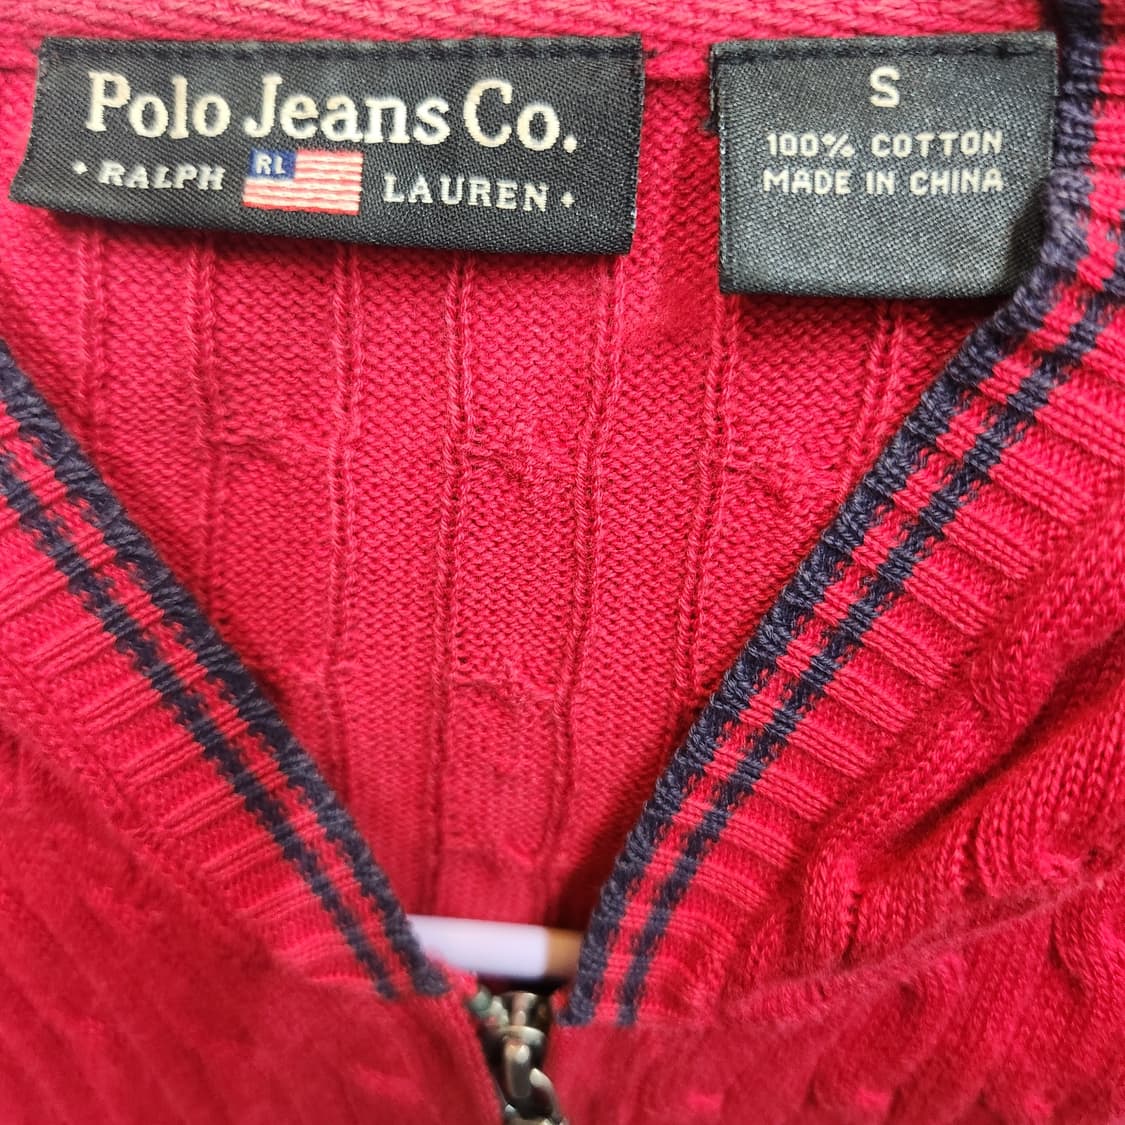 Polo Jeans Co.
• RALPH RL LAUREN •
S
100% COTTON
MADE IN CHINA